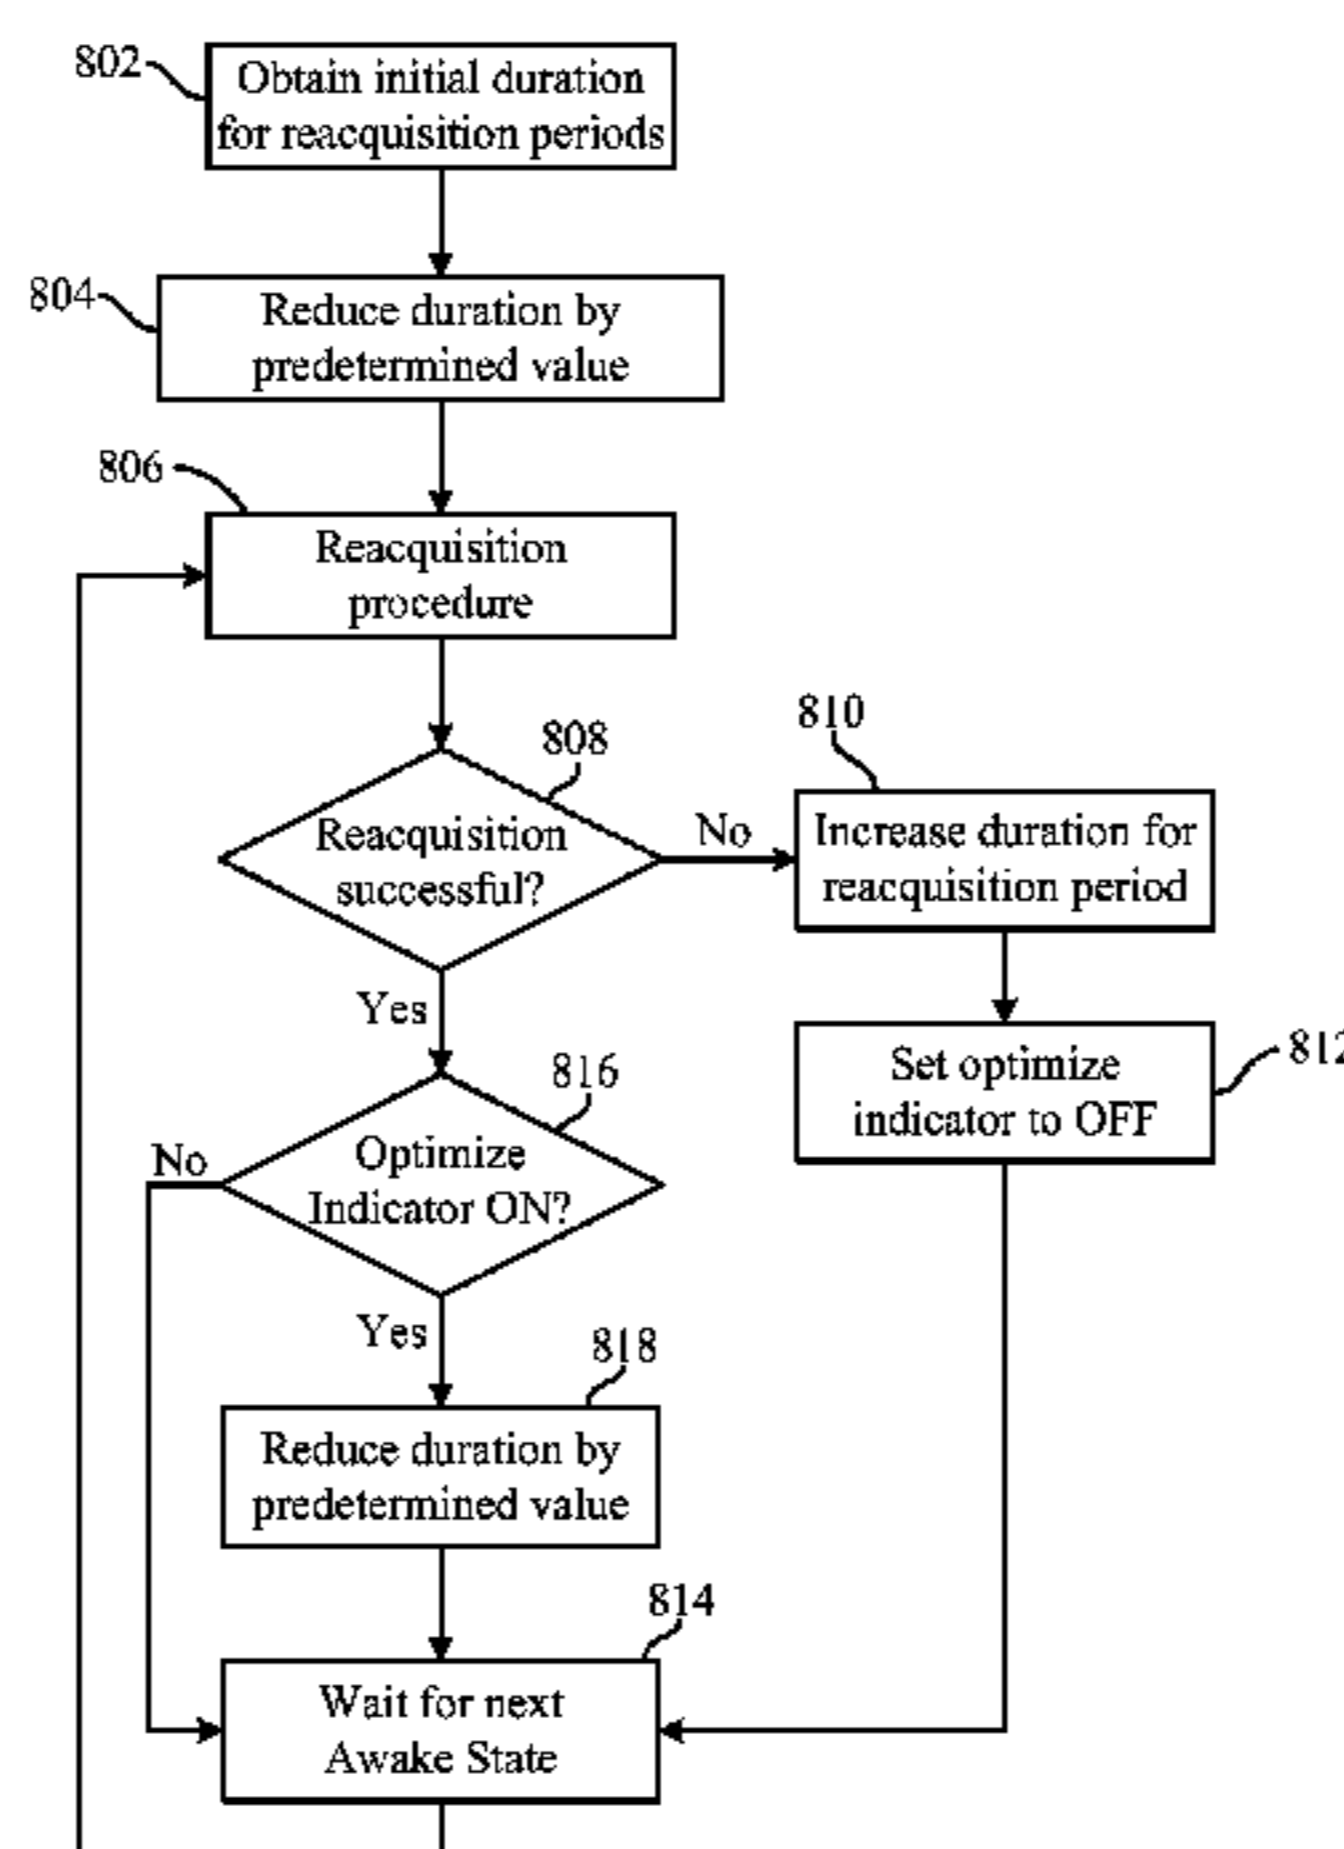 802
Obtain initial duration
for reacquisition periods
804
Reduce duration by
predetermined value
806
Reacquisition
procedure
808
Reacquisition
successful?
No
810
Increase duration for
reacquisition period
Yes
812
Set optimize
indicator to OFF
816
Optimize
Indicator ON?
No
Yes
818
Reduce duration by
predetermined value
814
Wait for next
Awake State